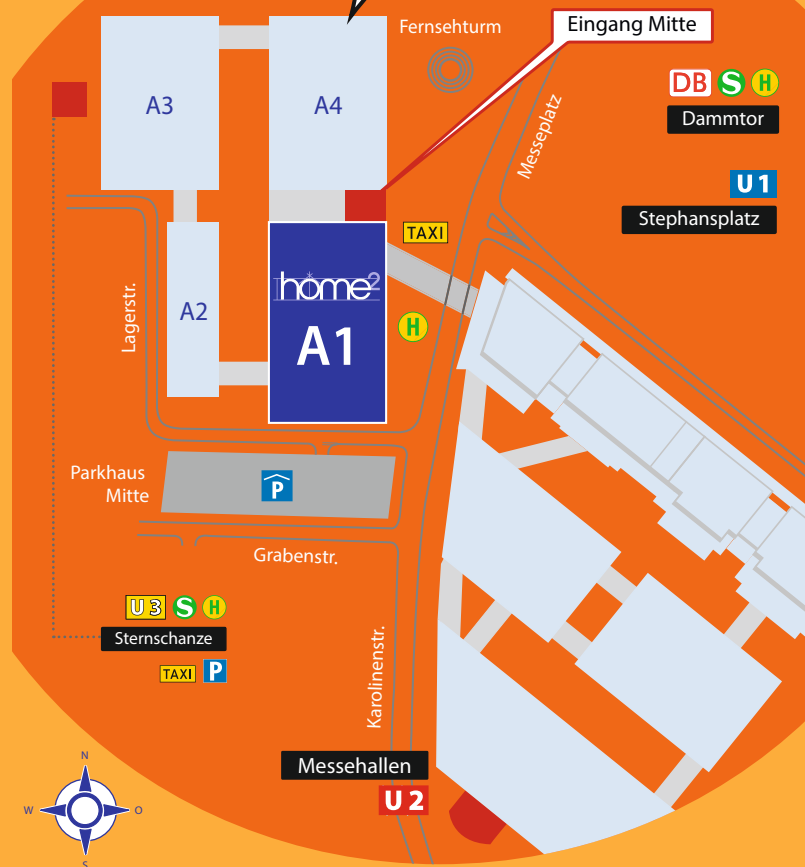 Fernsehturm
Eingang Mitte
A3
A4
Messeplatz
DB S H
Dammtor
U1
Stephansplatz
TAXI
Lagerstr.
A2
home²
A1
H
Parkhaus
Mitte
P
Grabenstr.
U3 S H
Sternschanze
TAXI P
Karolinenstr.
Messehallen
U2
N
W
O
S